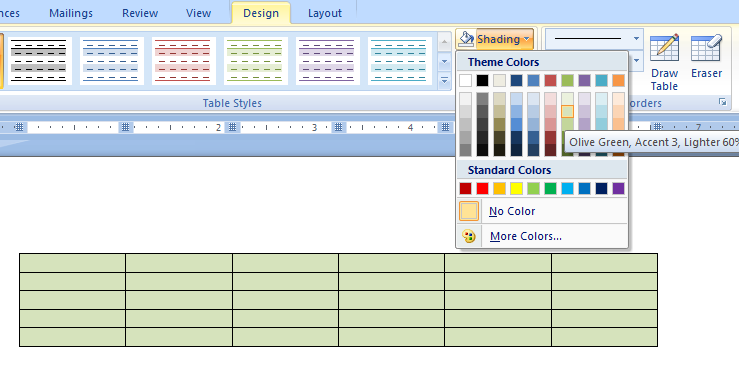 nces Mailings Review View Design Layout
Shading
Theme Colors
Draw Table
Eraser
Table Styles
orders
2 3 4 7
Olive Green, Accent 3, Lighter 60%
Standard Colors
No Color
More Colors...